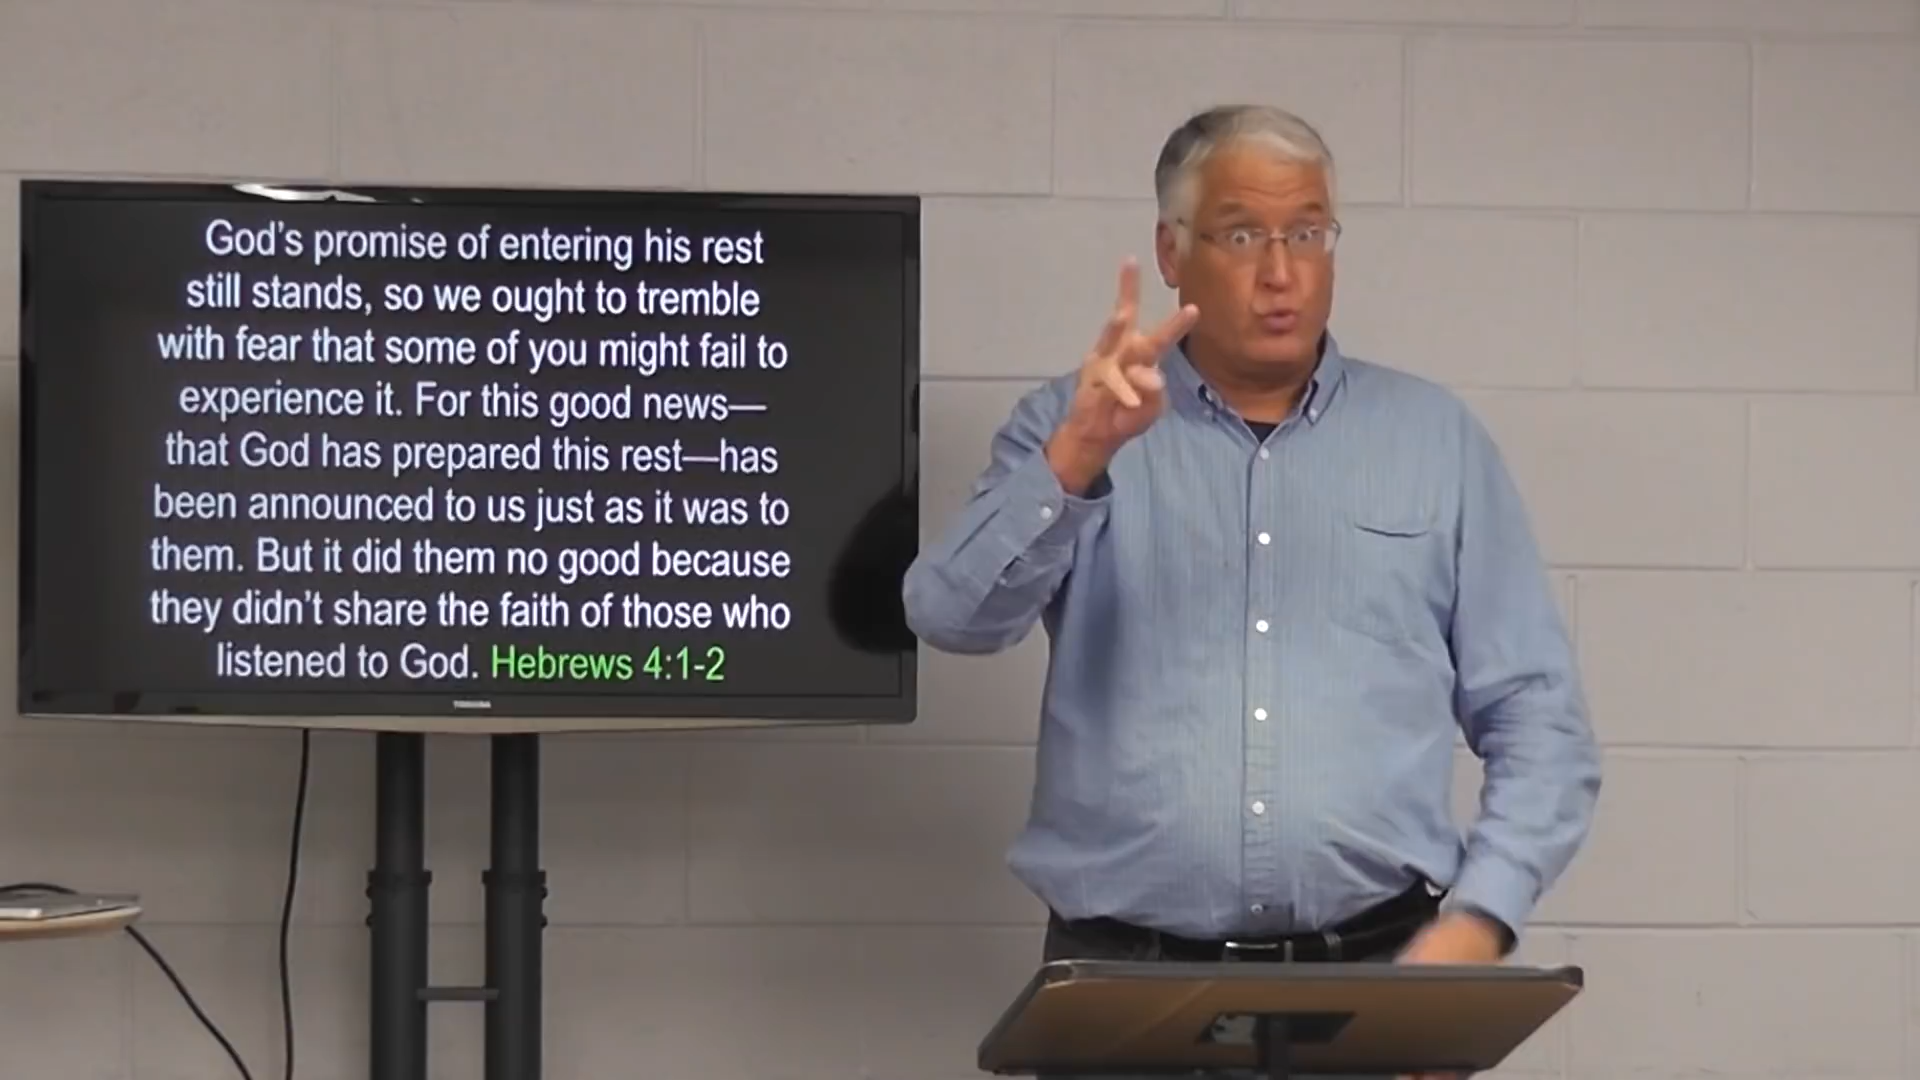 God's promise of entering his rest
still stands, so we ought to tremble
with fear that some of you might fail to
experience it. For this good news—
that God has prepared this rest—has
been announced to us just as it was to
them. But it did them no good because
they didn't share the faith of those who
listened to God. Hebrews 4:1-2
TOSHIBA